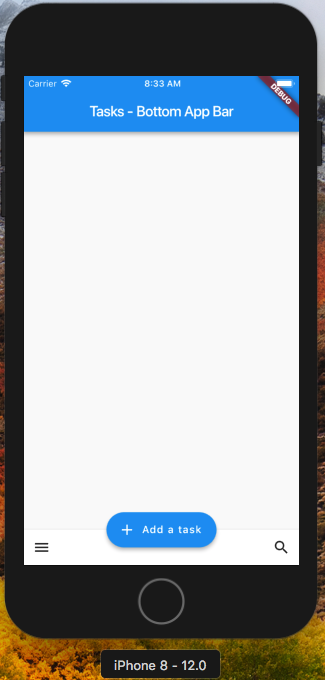 Carrier 8:33 AM
DEBUG
Tasks - Bottom App Bar
Add a task
iPhone 8 - 12.0